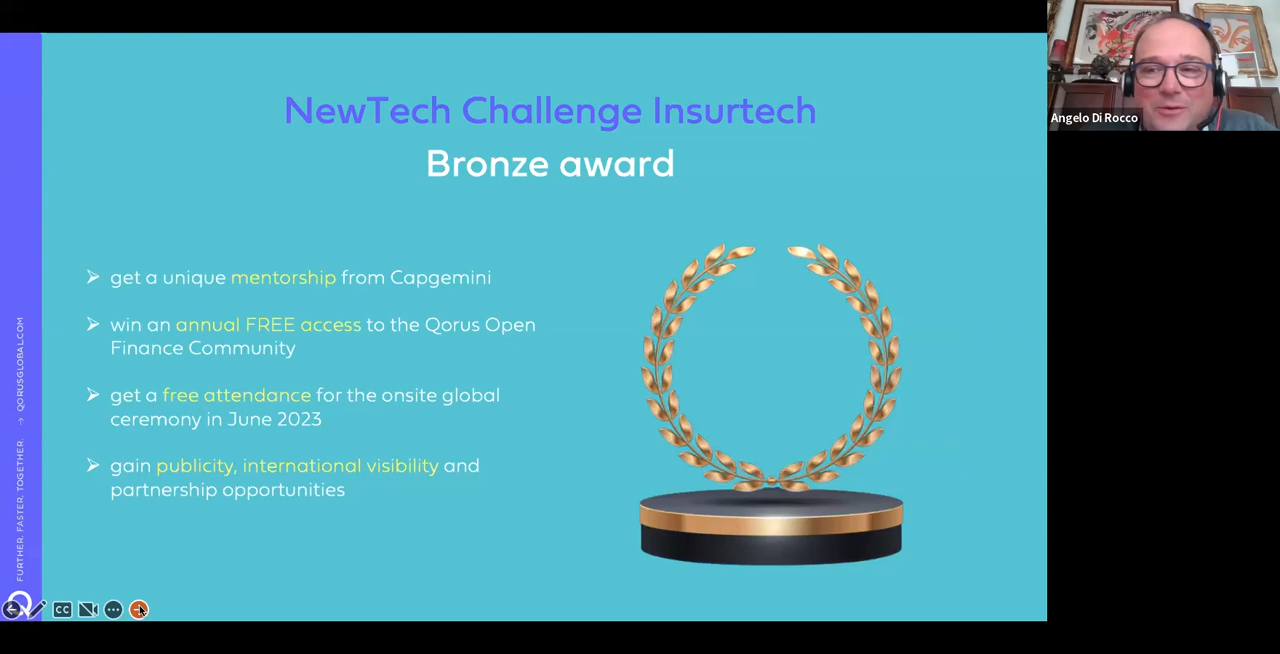 NewTech Challenge Insurtech
Bronze award
get a unique mentorship from Capgemini
win an annual FREE access to the Qorus Open
Finance Community
get a free attendance for the onsite global
ceremony in June 2023
gain publicity, international visibility and
partnership opportunities
FURTHER. FASTER. TOGETHER. → QORUSGLOBAL.COM
CC
Angelo Di Rocco